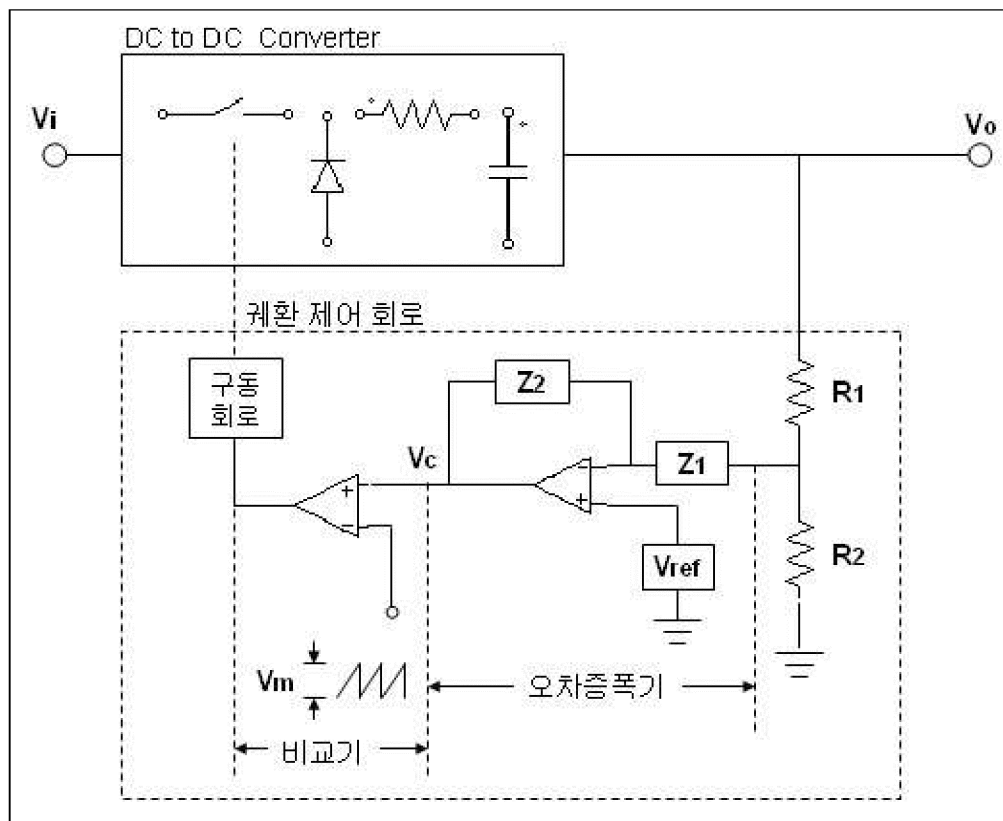 DC to DC Converter
Vi
Vo
궤환 제어 회로
구동
회로
Z2
R1
Vc
Z1
R2
Vref
Vm
오차증폭기
비교기